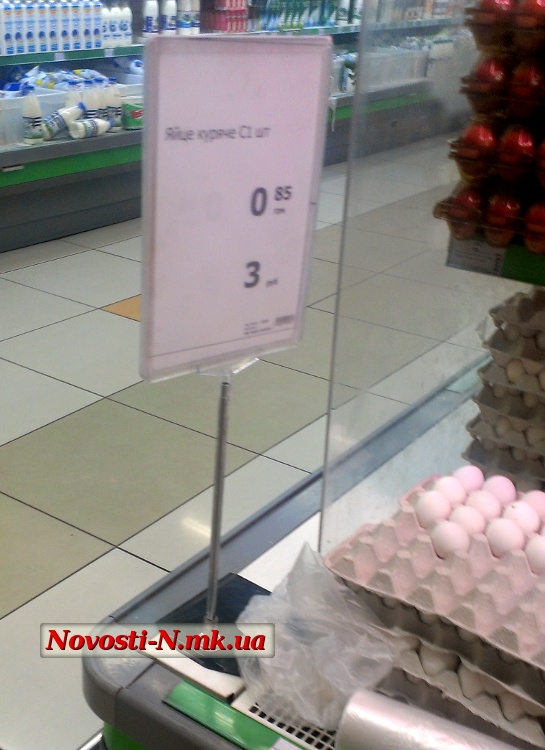 Яйце куряче С1 шт
0 85
грн
3 руб
Novosti-N.mk.ua